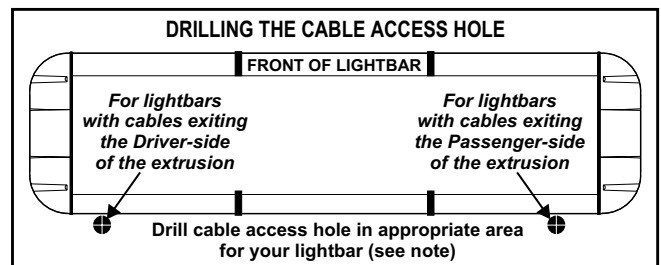 DRILLING THE CABLE ACCESS HOLE
FRONT OF LIGHTBAR
For lightbars
with cables exiting
the Driver-side
of the extrusion
For lightbars
with cables exiting
the Passenger-side
of the extrusion
Drill cable access hole in appropriate area
for your lightbar (see note)